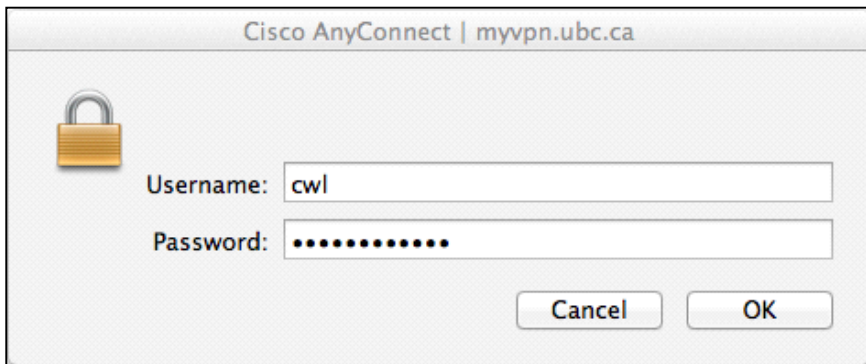 Cisco AnyConnect | myvpn.ubc.ca
Username: cwl
Password: ••••••••••••
Cancel OK